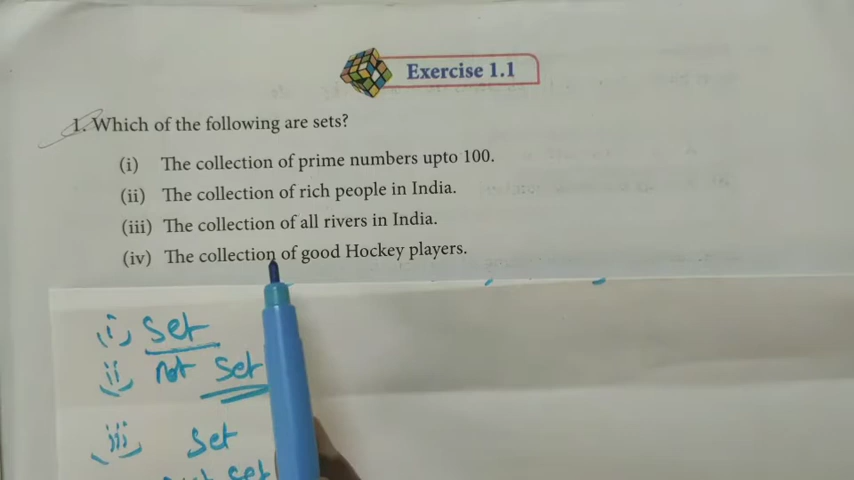 Exercise 1.1
1. Which of the following are sets?
(i) The collection of prime numbers upto 100.
(ii) The collection of rich people in India.
(iii) The collection of all rivers in India.
(iv) The collection of good Hockey players.
(i) set
(ii) not set
(iii) set
set